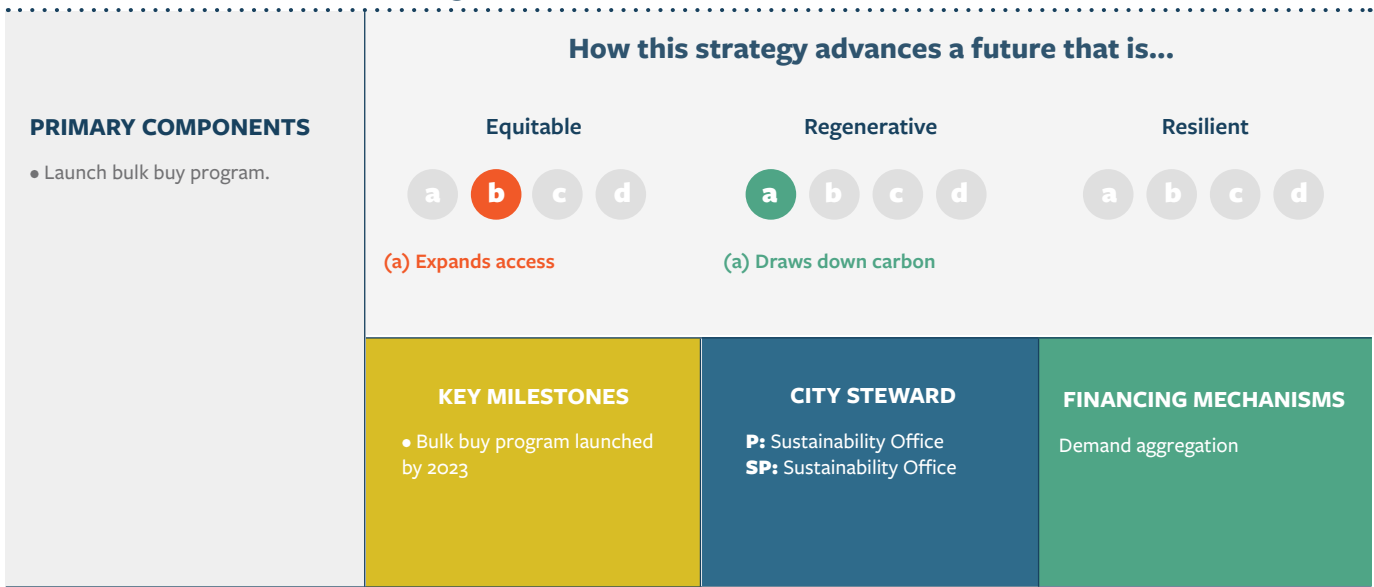 How this strategy advances a future that is...
PRIMARY COMPONENTS
• Launch bulk buy program.
Equitable
a b c d
(a) Expands access
Regenerative
a b c d
(a) Draws down carbon
Resilient
a b c d
KEY MILESTONES
• Bulk buy program launched
by 2023
CITY STEWARD
P: Sustainability Office
SP: Sustainability Office
FINANCING MECHANISMS
Demand aggregation